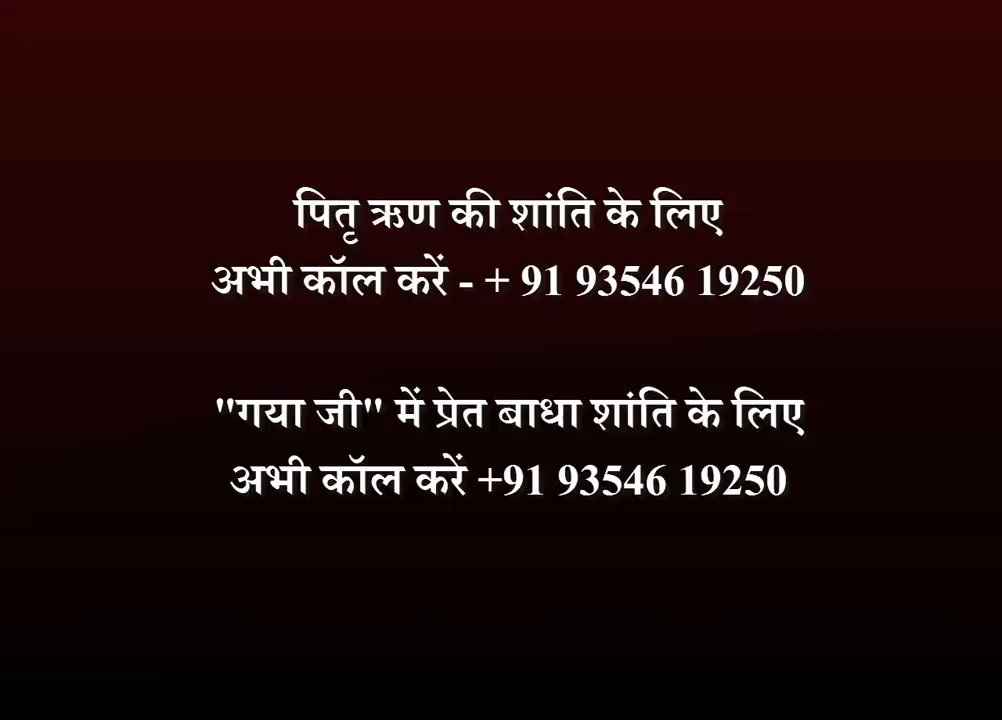 पितृ ऋण की शांति के लिए
अभी कॉल करें - + 91 93546 19250
"गया जी" में प्रेत बाधा शांति के लिए
अभी कॉल करें +91 93546 19250